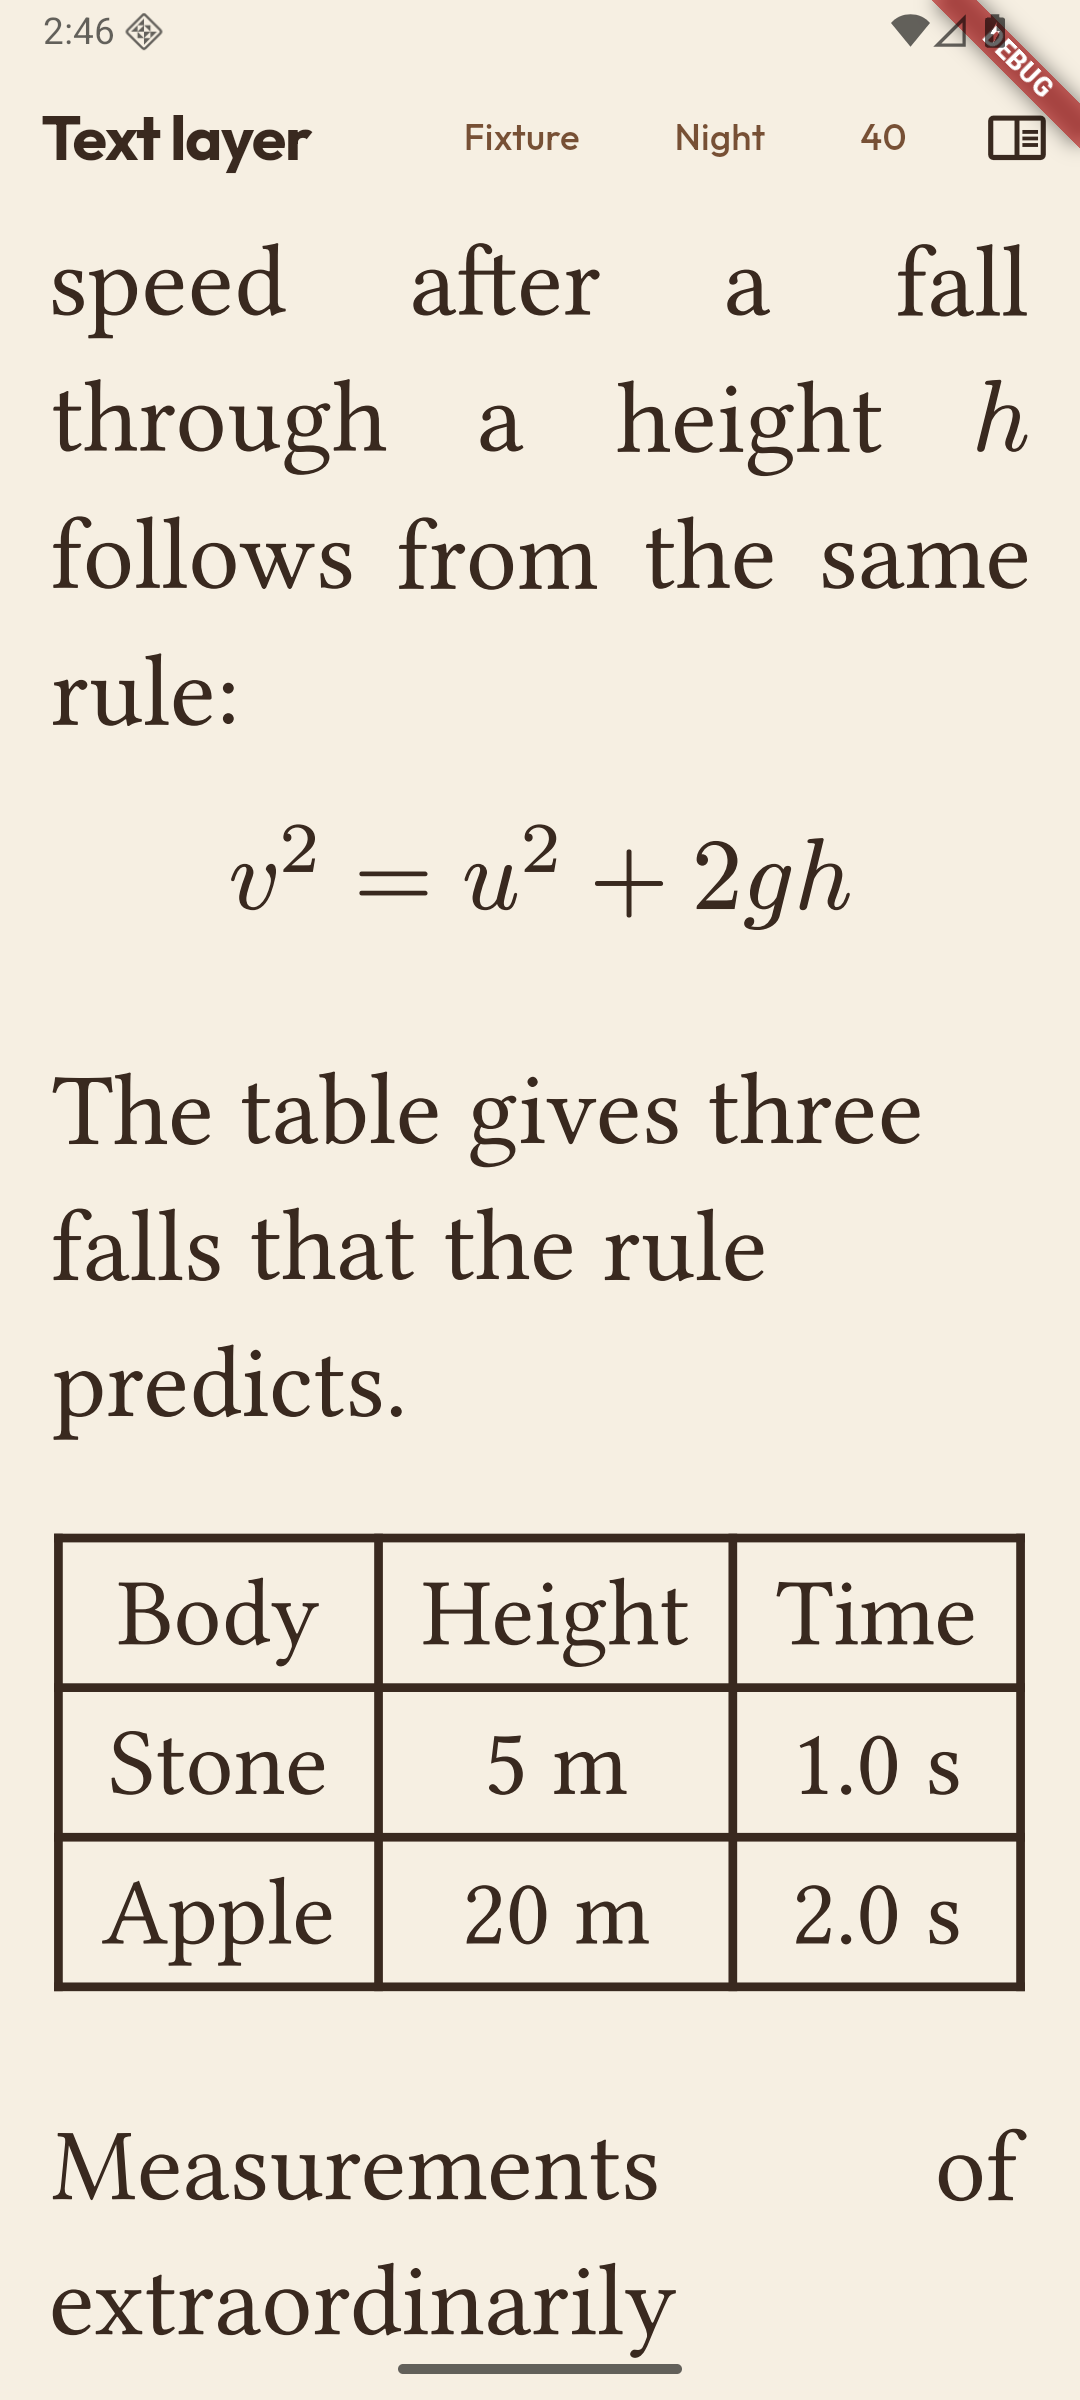 2:46
DEBUG
Text layer Fixture Night 40
speed after a fall
through a height h
follows from the same
rule:
v² = u² + 2gh
The table gives three
falls that the rule
predicts.
Body Height Time
Stone 5 m 1.0 s
Apple 20 m 2.0 s
Measurements of
extraordinarily